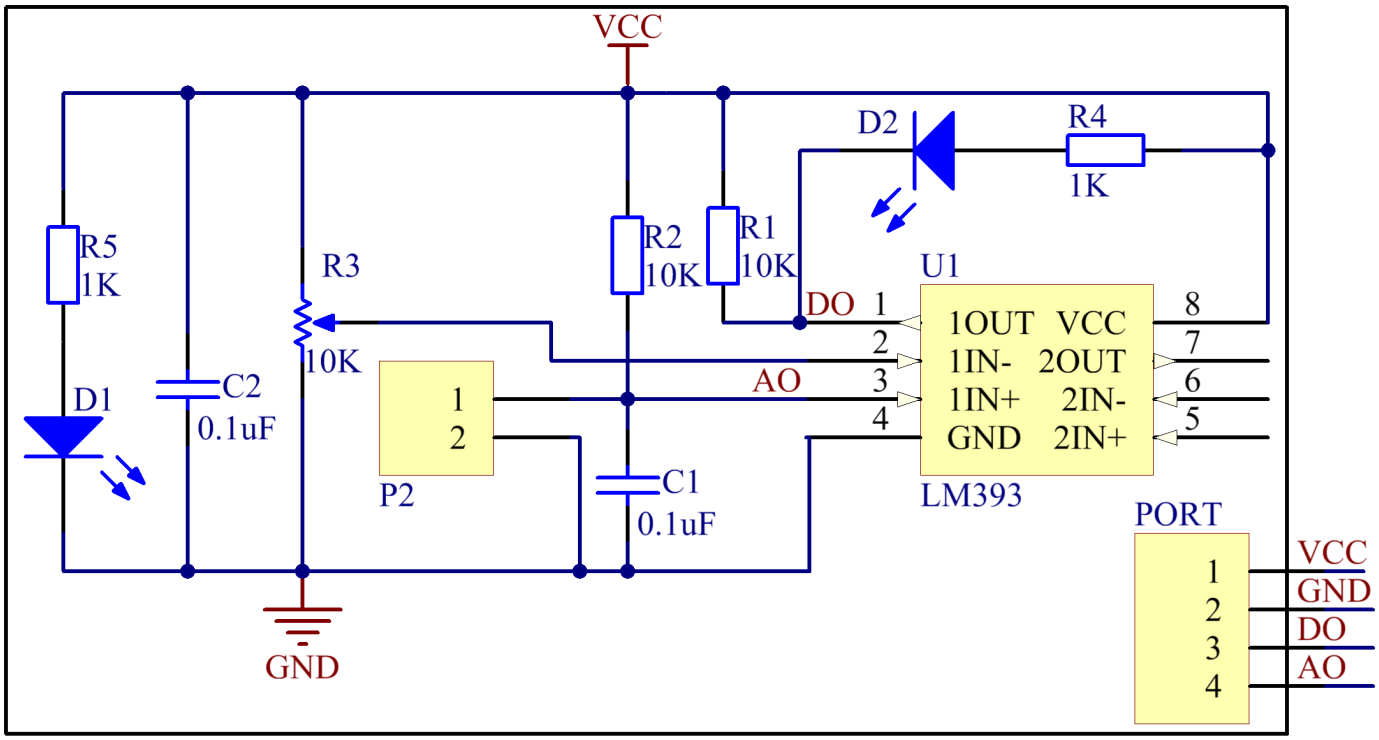 VCC
D2
R4
1K
R5
1K
R3
10K
R2
10K
R1
10K
U1
DO
1
8
1OUT
VCC
2
7
1IN-
2OUT
AO
3
6
1IN+
2IN-
4
5
GND
2IN+
LM393
D1
C2
0.1uF
1
2
P2
C1
0.1uF
PORT
1
VCC
2
GND
3
DO
4
AO
GND